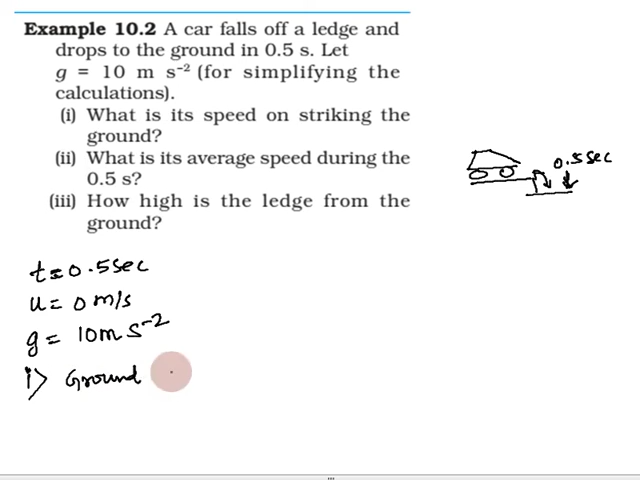 Example 10.2 A car falls off a ledge and
drops to the ground in 0.5 s. Let
g = 10 m s⁻² (for simplifying the
calculations).
(i) What is its speed on striking the
ground?
(ii) What is its average speed during the
0.5 s?
(iii) How high is the ledge from the
ground?
0.5 sec
t = 0.5 sec
u = 0 m/s
g = 10 m s⁻²
i> Ground